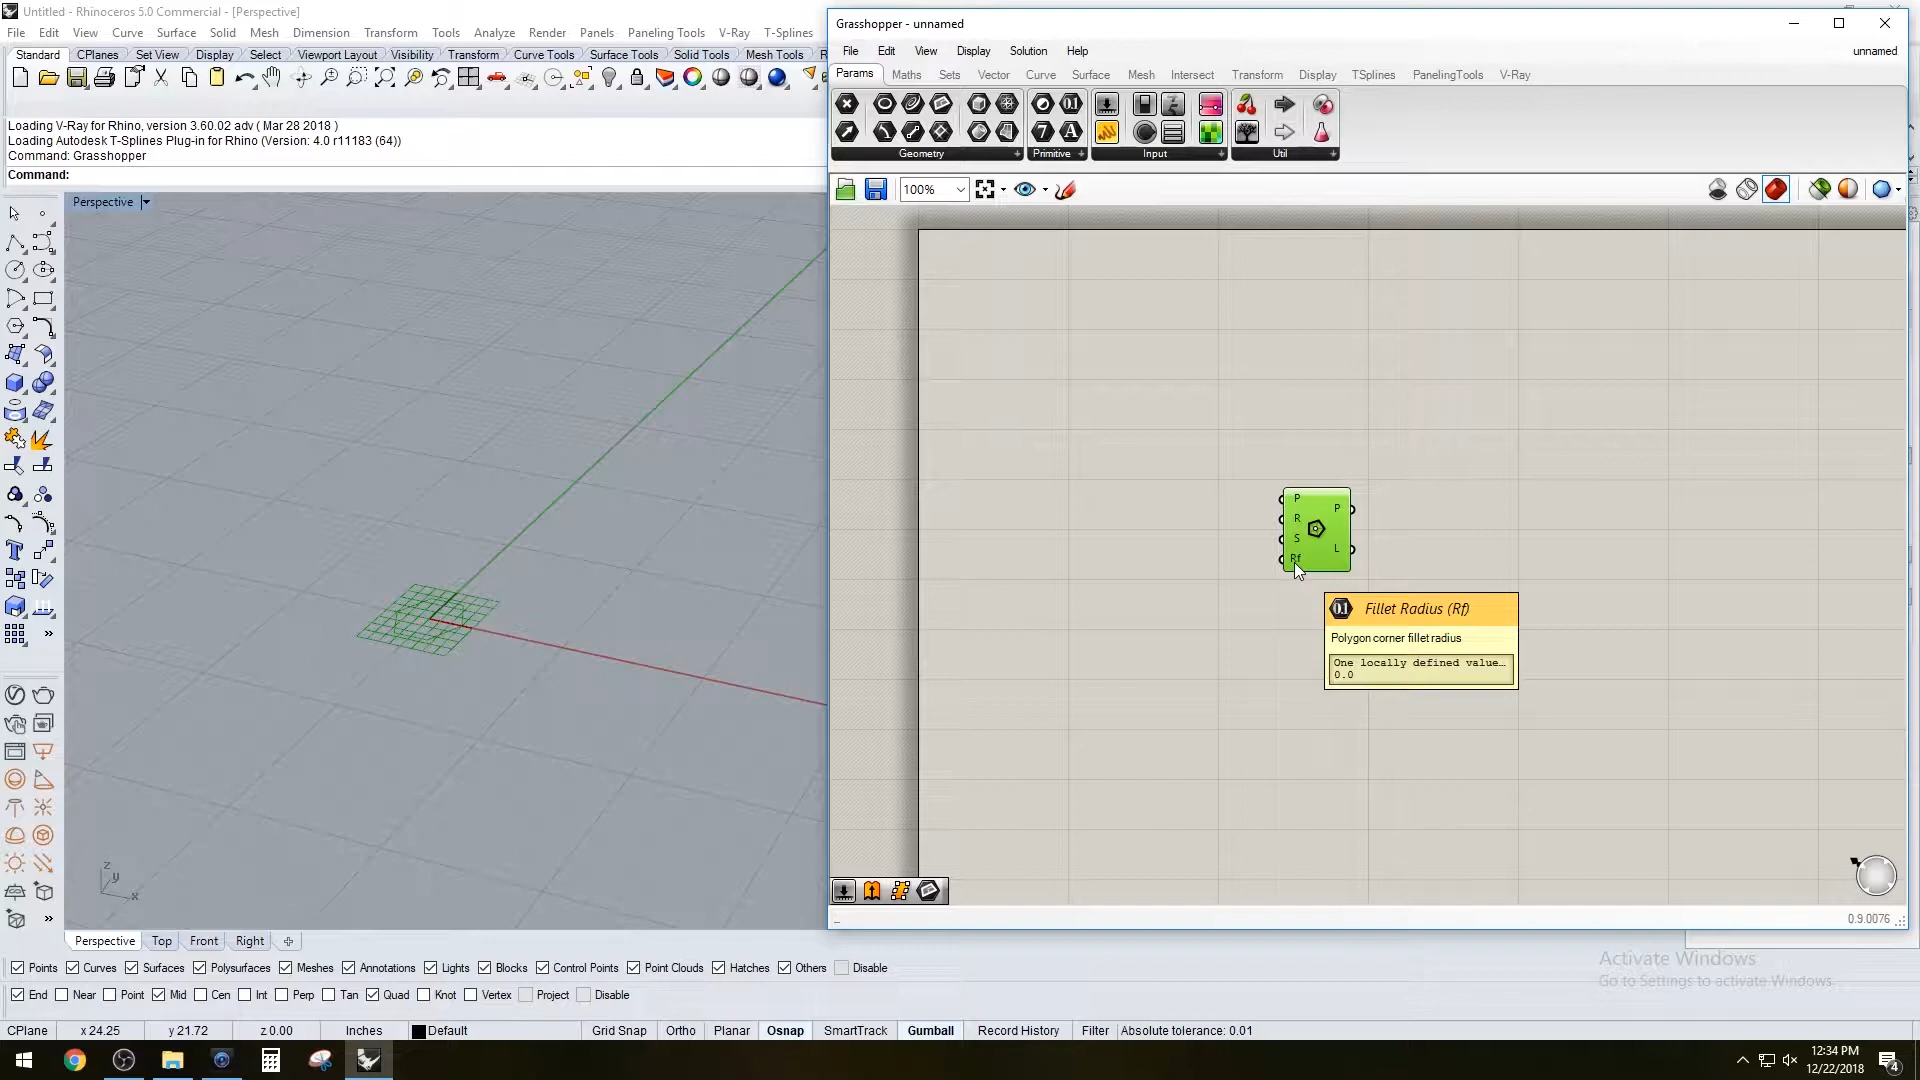 Untitled - Rhinoceros 5.0 Commercial - [Perspective]
File Edit View Curve Surface Solid Mesh Dimension Transform Tools Analyze Render Panels Paneling Tools V-Ray T-Splines
Standard CPlanes Set View Display Select Viewport Layout Visibility Transform Curve Tools Surface Tools Solid Tools Mesh Tools
Loading V-Ray for Rhino, version 3.60.02 adv ( Mar 28 2018 )
Loading Autodesk T-Splines Plug-in for Rhino (Version: 4.0 r11183 (64))
Command: Grasshopper
Command:
Perspective
z
y
x
Perspective Top Front Right
Points Curves Surfaces Polysurfaces Meshes Annotations Lights Blocks Control Points Point Clouds Hatches Others Disable
End Near Point Mid Cen Int Perp Tan Quad Knot Vertex Project Disable
CPlane x 24.25 y 21.72 z 0.00 Inches Default Grid Snap Ortho Planar Osnap SmartTrack Gumball Record History Filter Absolute tolerance: 0.01
Grasshopper - unnamed
File Edit View Display Solution Help unnamed
Params Maths Sets Vector Curve Surface Mesh Intersect Transform Display TSplines PanelingTools V-Ray
Geometry Primitive Input Util
100%
P
R
S
Rf
P
L
Fillet Radius (Rf)
Polygon corner fillet radius
One locally defined value...
0.0
0.9.0076
Activate Windows
Go to Settings to activate Windows.
12:34 PM
12/22/2018
4